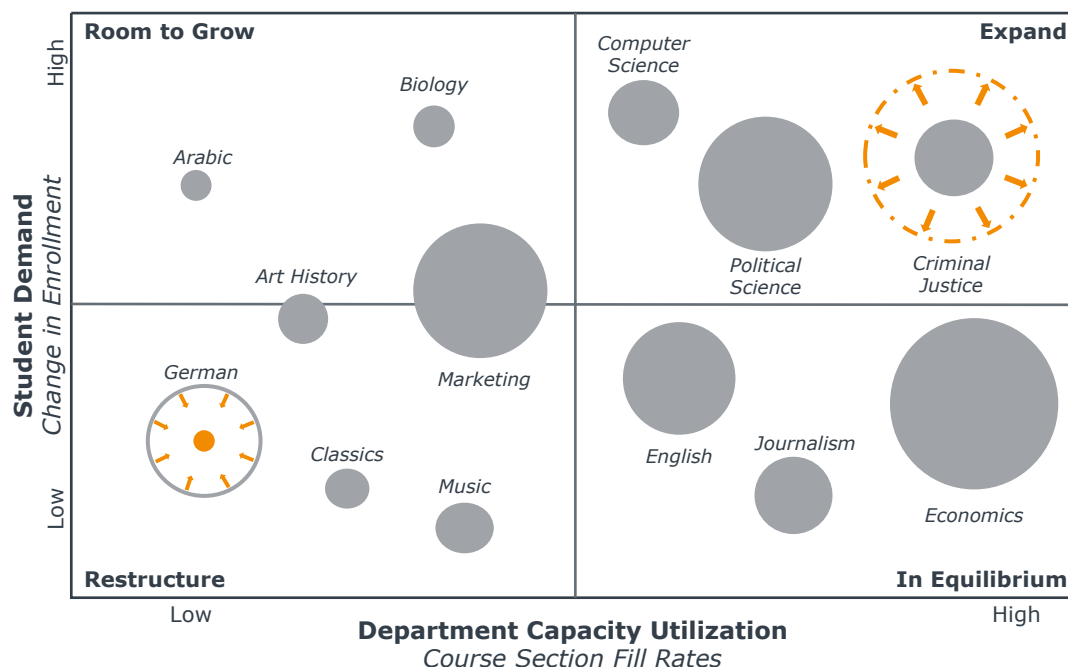 Room to Grow
Expand
High
Computer
Science
Biology
Arabic
Student Demand
Change in Enrollment
Art History
Political
Science
Criminal
Justice
German
Marketing
Classics
Music
English
Journalism
Economics
Low
Restructure
In Equilibrium
Low
High
Department Capacity Utilization
Course Section Fill Rates